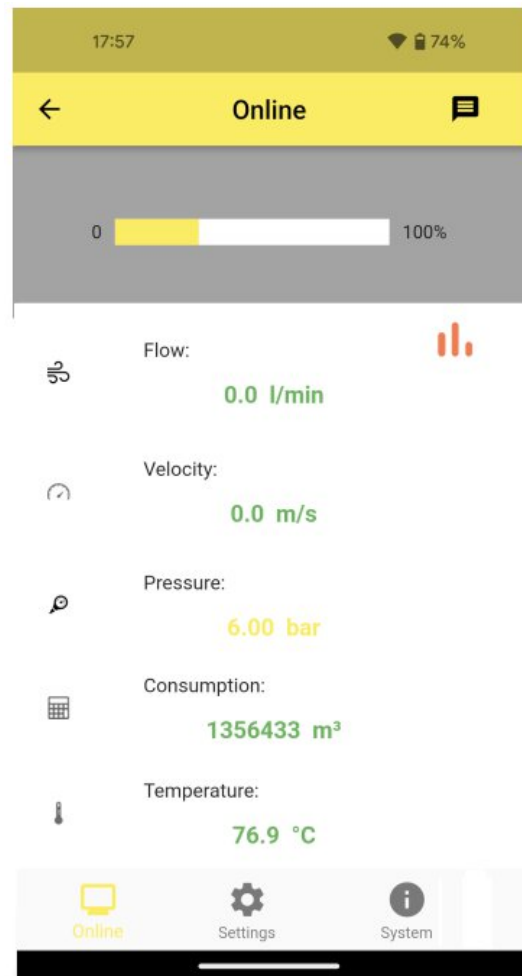 17:57 74%
Online
0 100%
Flow:
0.0 l/min
Velocity:
0.0 m/s
Pressure:
6.00 bar
Consumption:
1356433 m³
Temperature:
76.9 °C
Online Settings System